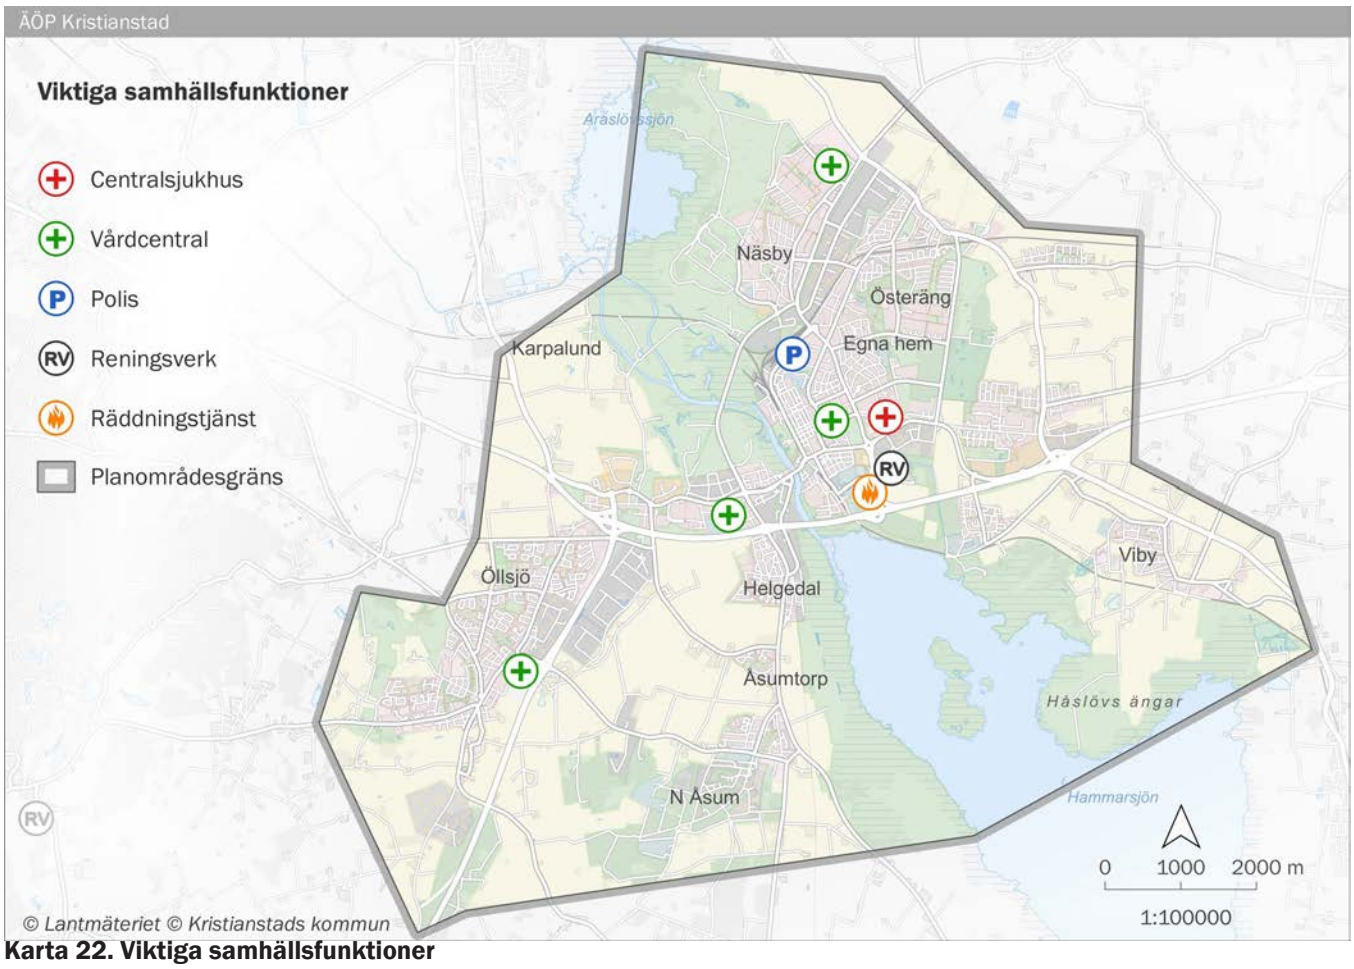 ÄÖP Kristianstad
Viktiga samhällsfunktioner
Centralsjukhus
Vårdcentral
P Polis
RV Reningsverk
Räddningstjänst
Planområdesgräns
Araslövssjön
Näsby
Österäng
Karpalund
Egna hem
P
RV
Viby
Öllsjö
Helgedal
Åsumtorp
Håslövs ängar
N Åsum
Hammarsjön
RV
0 1000 2000 m
1:100000
© Lantmäteriet © Kristianstads kommun
Karta 22. Viktiga samhällsfunktioner